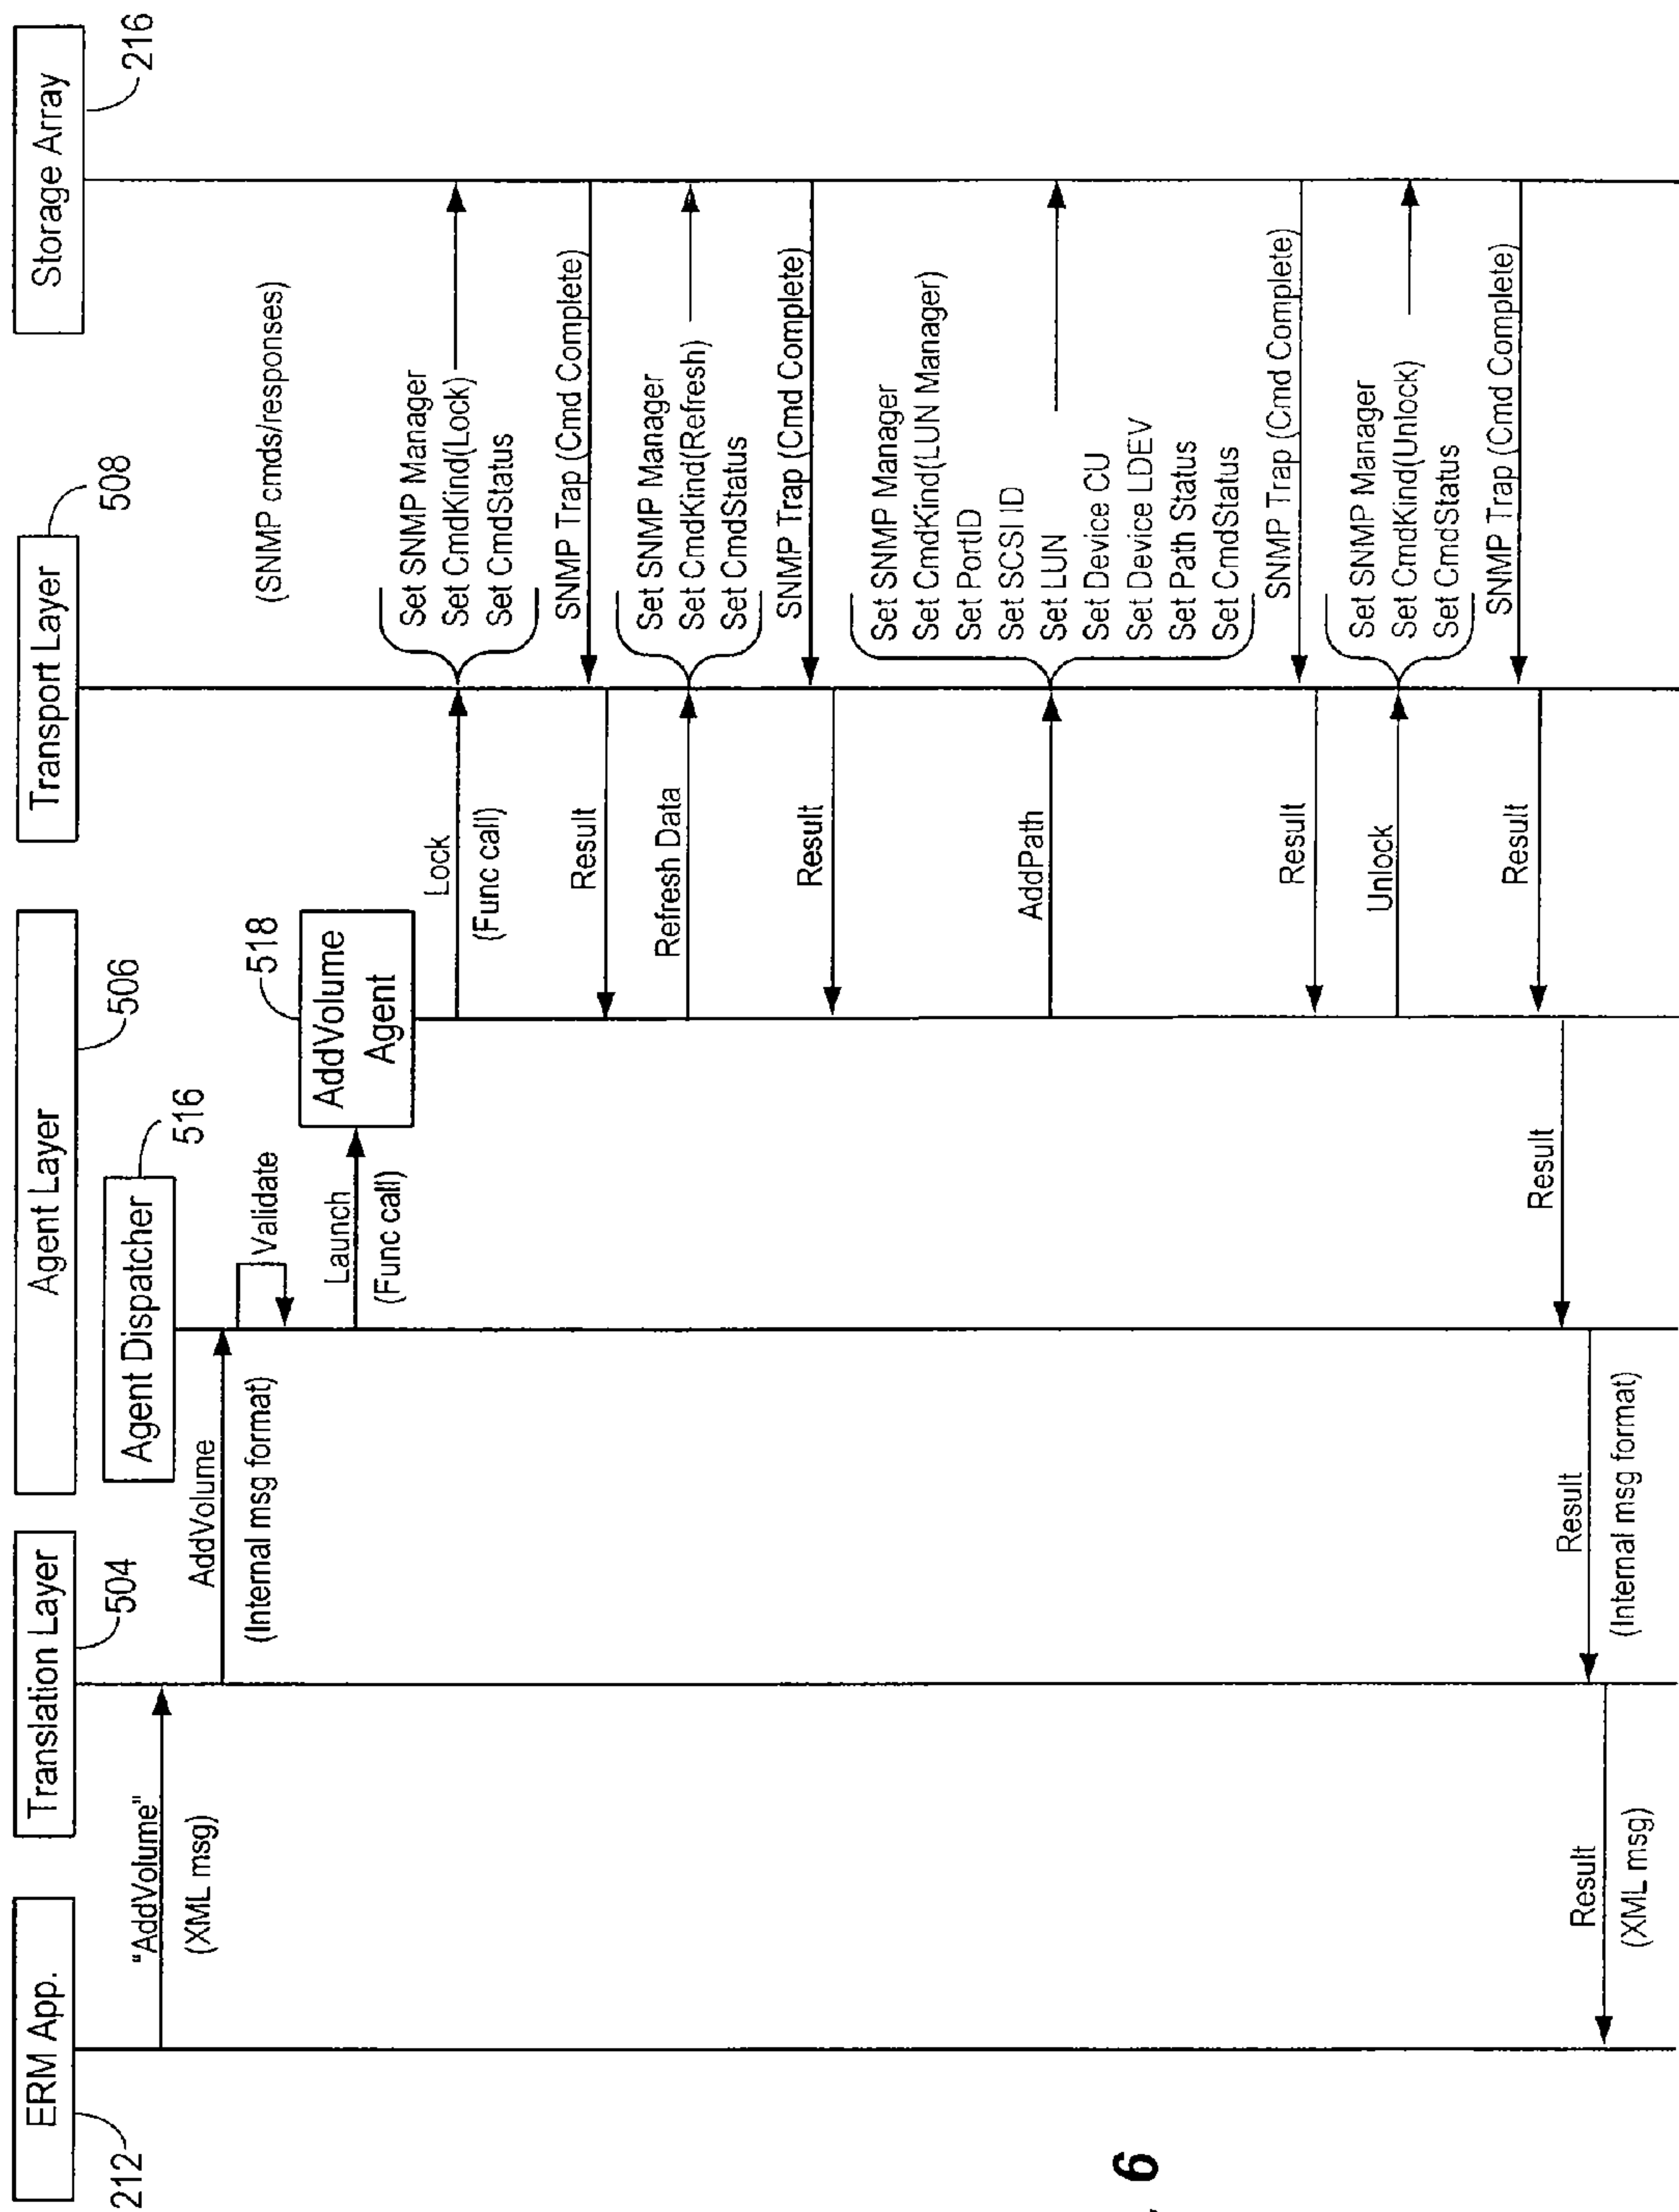 ERM App.
212
Translation Layer
504
Agent Layer
506
Transport Layer
508
Storage Array
216
Agent Dispatcher
516
"AddVolume"
(XML msg)
AddVolume
(Internal msg format)
Validate
Launch
(Func call)
AddVolume
Agent
518
(SNMP cmds/responses)
Lock
(Func call)
Set SNMP Manager
Set CmdKind(Lock)
Set CmdStatus
SNMP Trap (Cmd Complete)
Result
Refresh Data
Set SNMP Manager
Set CmdKind(Refresh)
Set CmdStatus
SNMP Trap (Cmd Complete)
Result
AddPath
Set SNMP Manager
Set CmdKind(LUN Manager)
Set PortID
Set SCSI ID
Set LUN
Set Device CU
Set Device LDEV
Set Path Status
Set CmdStatus
SNMP Trap (Cmd Complete)
Result
Unlock
Set SNMP Manager
Set CmdKind(Unlock)
Set CmdStatus
SNMP Trap (Cmd Complete)
Result
Result
Result
(Internal msg format)
Result
(XML msg)
6